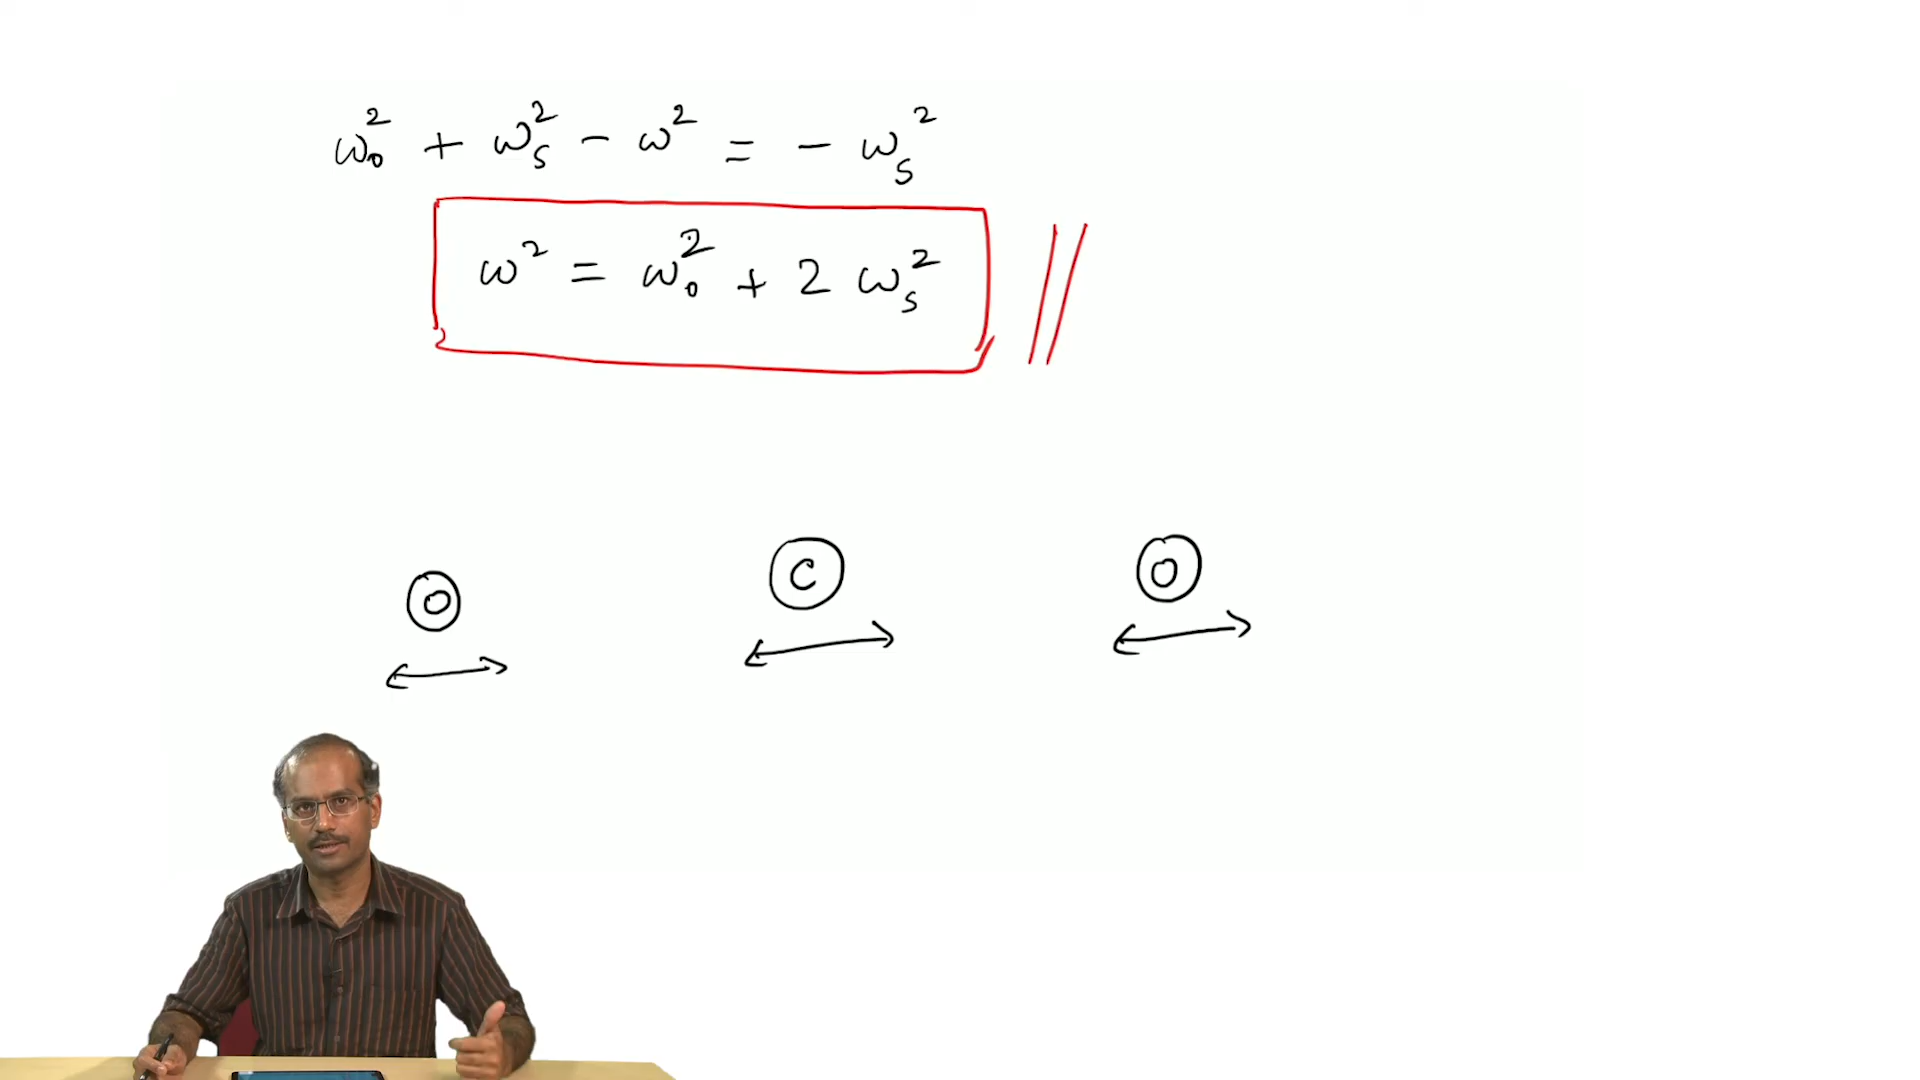 ω₀² + ωₛ² − ω² = − ωₛ²
ω² = ω₀² + 2 ωₛ²
O C O